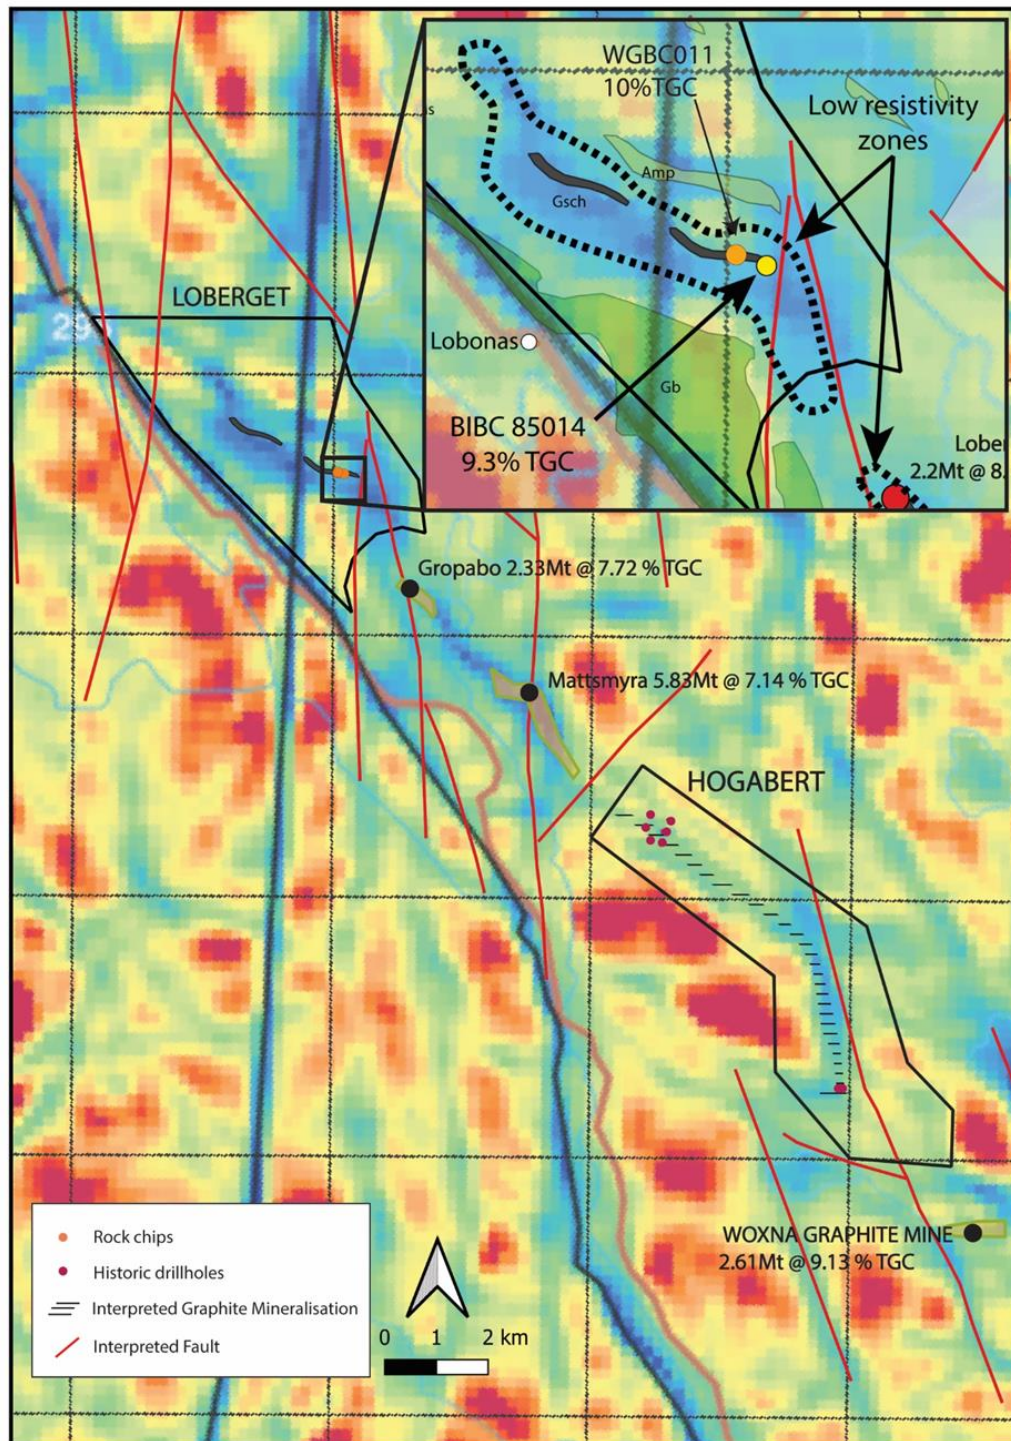 WGBC011
10%TGC
Low resistivity
zones
Amp
Gsch
s
LOBERGET
29
Lobonas
Gb
BIBC 85014
9.3% TGC
Lober
2.2Mt @ 8.
Gropabo 2.33Mt @ 7.72 % TGC
Mattsmyra 5.83Mt @ 7.14 % TGC
HOGABERT
WOXNA GRAPHITE MINE
2.61Mt @ 9.13 % TGC
Rock chips
Historic drillholes
Interpreted Graphite Mineralisation
Interpreted Fault
0 1 2 km